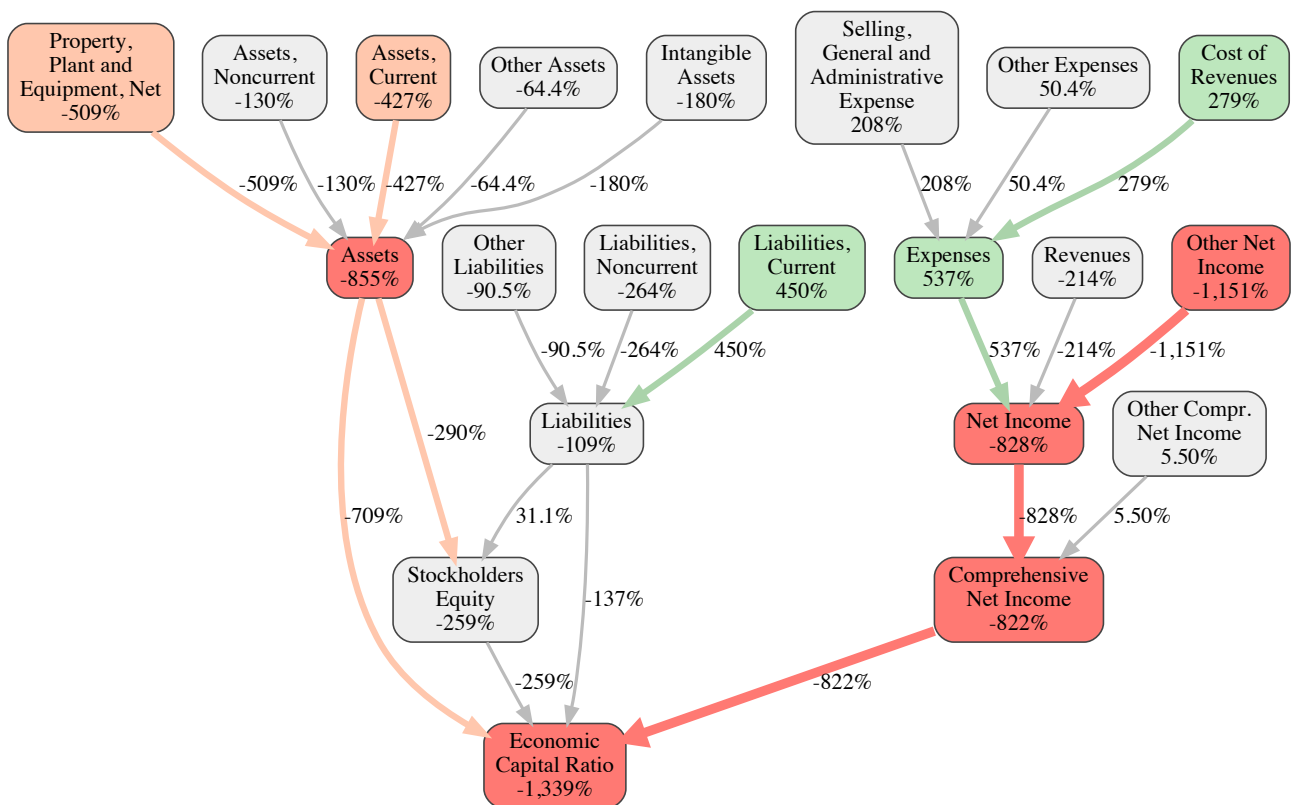 Property,
Plant and
Equipment, Net
-509%
Assets,
Noncurrent
-130%
Assets,
Current
-427%
Other Assets
-64.4%
Intangible
Assets
-180%
Selling,
General and
Administrative
Expense
208%
Other Expenses
50.4%
Cost of
Revenues
279%
-509%
-130%
-427%
-64.4%
-180%
208%
50.4%
279%
Assets
-855%
Other
Liabilities
-90.5%
Liabilities,
Noncurrent
-264%
Liabilities,
Current
450%
Expenses
537%
Revenues
-214%
Other Net
Income
-1,151%
-90.5%
-264%
450%
537%
-214%
-1,151%
-290%
Liabilities
-109%
Net Income
-828%
Other Compr.
Net Income
5.50%
-709%
31.1%
-828%
5.50%
Stockholders
Equity
-259%
-137%
Comprehensive
Net Income
-822%
-259%
-822%
Economic
Capital Ratio
-1,339%